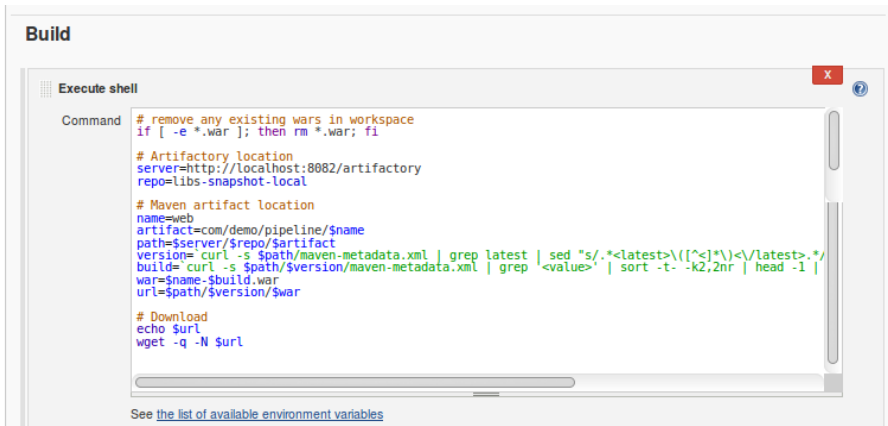 Build
X
Execute shell
?
Command
# remove any existing wars in workspace
if [ -e *.war ]; then rm *.war; fi
# Artifactory location
server=http://localhost:8082/artifactory
repo=libs-snapshot-local
# Maven artifact location
name=web
artifact=com/demo/pipeline/$name
path=$server/$repo/$artifact
version=`curl -s $path/maven-metadata.xml | grep latest | sed "s/.*<latest>\([^<]*\)<\/latest>.*/
build=`curl -s $path/$version/maven-metadata.xml | grep '<value>' | sort -t- -k2,2nr | head -1 |
war=$name-$build.war
url=$path/$version/$war
# Download
echo $url
wget -q -N $url
See the list of available environment variables